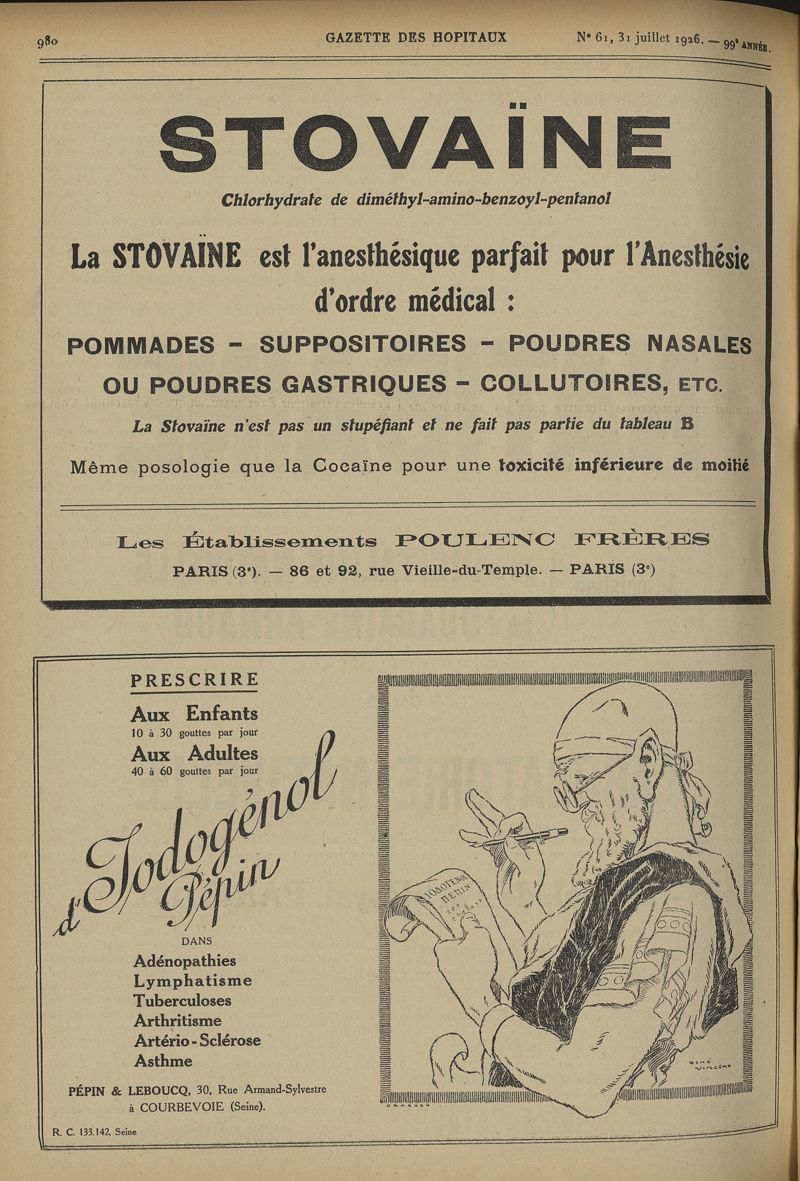 980
GAZETTE DES HOPITAUX
N° 61, 31 juillet 1926. — 99e ANNÉE.
STOVAÏNE
Chlorhydrate de diméthyl-amino-benzoyl-pentanol
La STOVAÏNE est l'anesthésique parfait pour l'Anesthésie
d'ordre médical :
POMMADES - SUPPOSITOIRES - POUDRES NASALES
OU POUDRES GASTRIQUES - COLLUTOIRES, ETC.
La Stovaïne n'est pas un stupéfiant et ne fait pas partie du tableau B
Même posologie que la Cocaïne pour une toxicité inférieure de moitié
Les Établissements POULENC FRÈRES
PARIS (3e). — 86 et 92, rue Vieille-du-Temple. — PARIS (3e)
PRESCRIRE
Aux Enfants
10 à 30 gouttes par jour
Aux Adultes
40 à 60 gouttes par jour
d'Iodogénol
Pépin
DANS
Adénopathies
Lymphatisme
Tuberculoses
Arthritisme
Artério-Sclérose
Asthme
PÉPIN & LEBOUCQ, 30, Rue Armand-Sylvestre
à COURBEVOIE (Seine).
R. C. 133.142, Seine
ΠΕΠΙΝ
RENÉ
VINCENT
DRAEGER